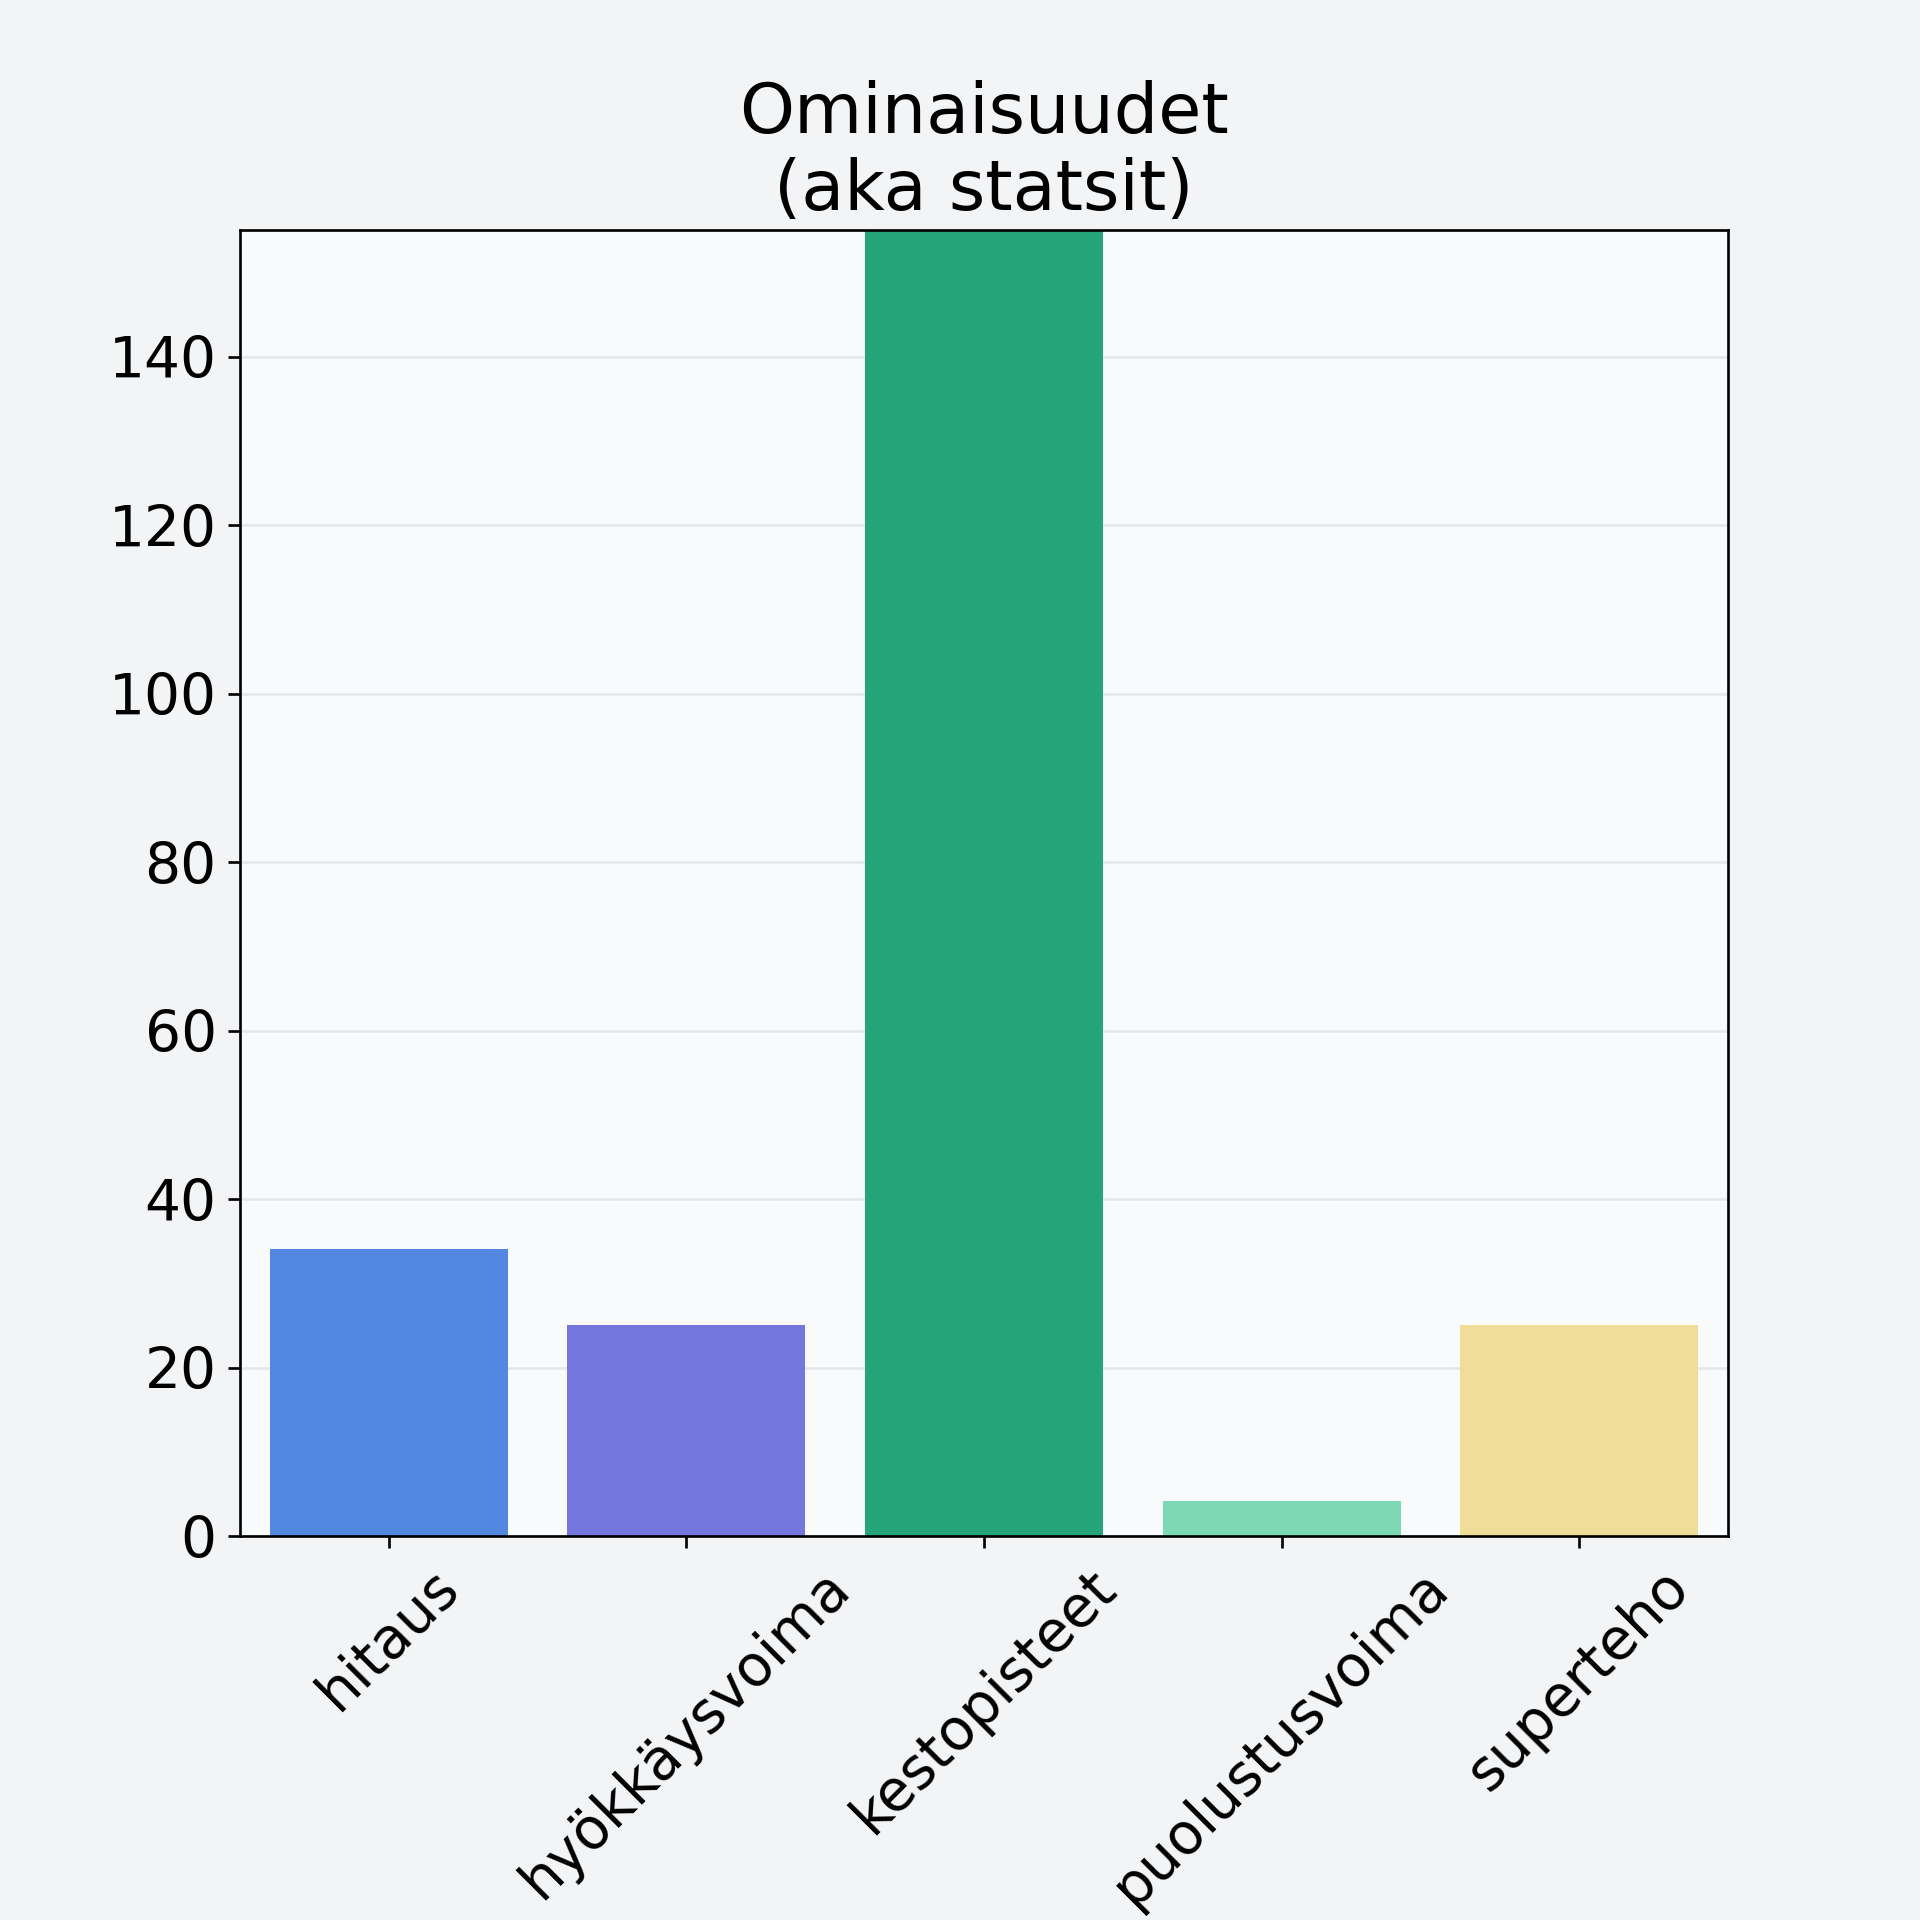 Ominaisuudet
(aka statsit)
140
120
100
80
60
40
20
0
hitaus
hyökkäysvoima
kestopisteet
puolustusvoima
superteho